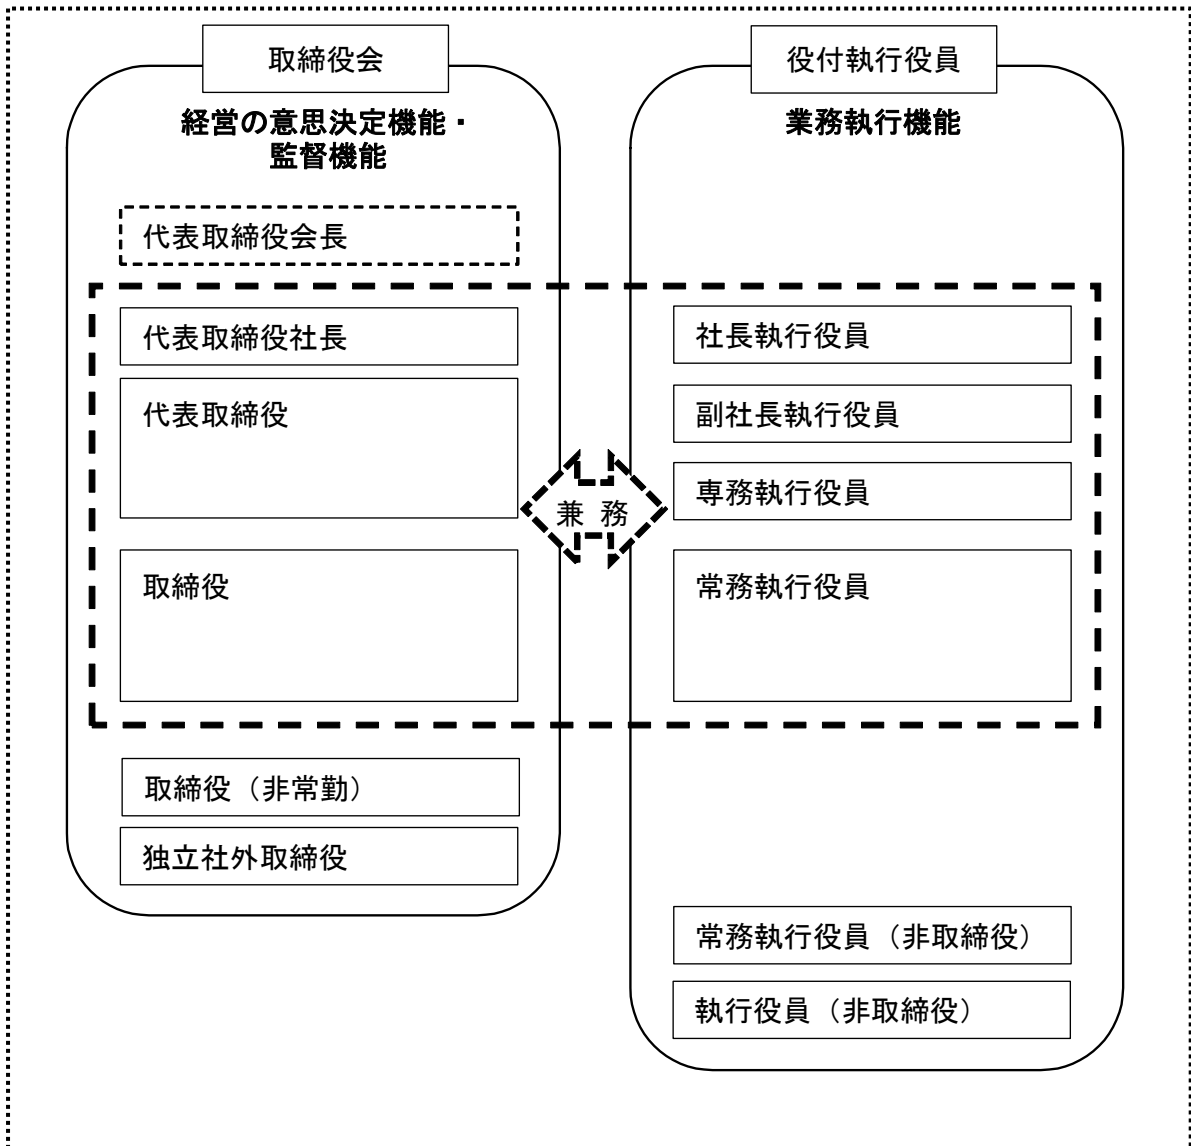 取締役会
経営の意思決定機能・
監督機能
代表取締役会長
代表取締役社長
代表取締役
取締役
取締役（非常勤）
独立社外取締役
兼 務
役付執行役員
業務執行機能
社長執行役員
副社長執行役員
専務執行役員
常務執行役員
常務執行役員（非取締役）
執行役員（非取締役）